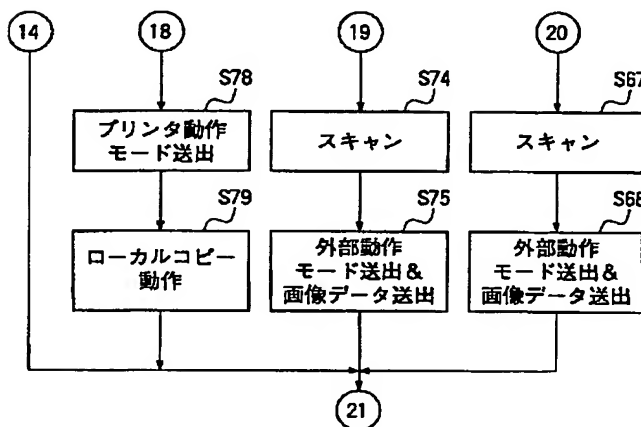 14
18
19
20
S78
プリンタ動作
モード送出
S74
スキャン
S67
スキャン
S79
ローカルコピー
動作
S75
外部動作
モード送出&
画像データ送出
S68
外部動作
モード送出&
画像データ送出
21